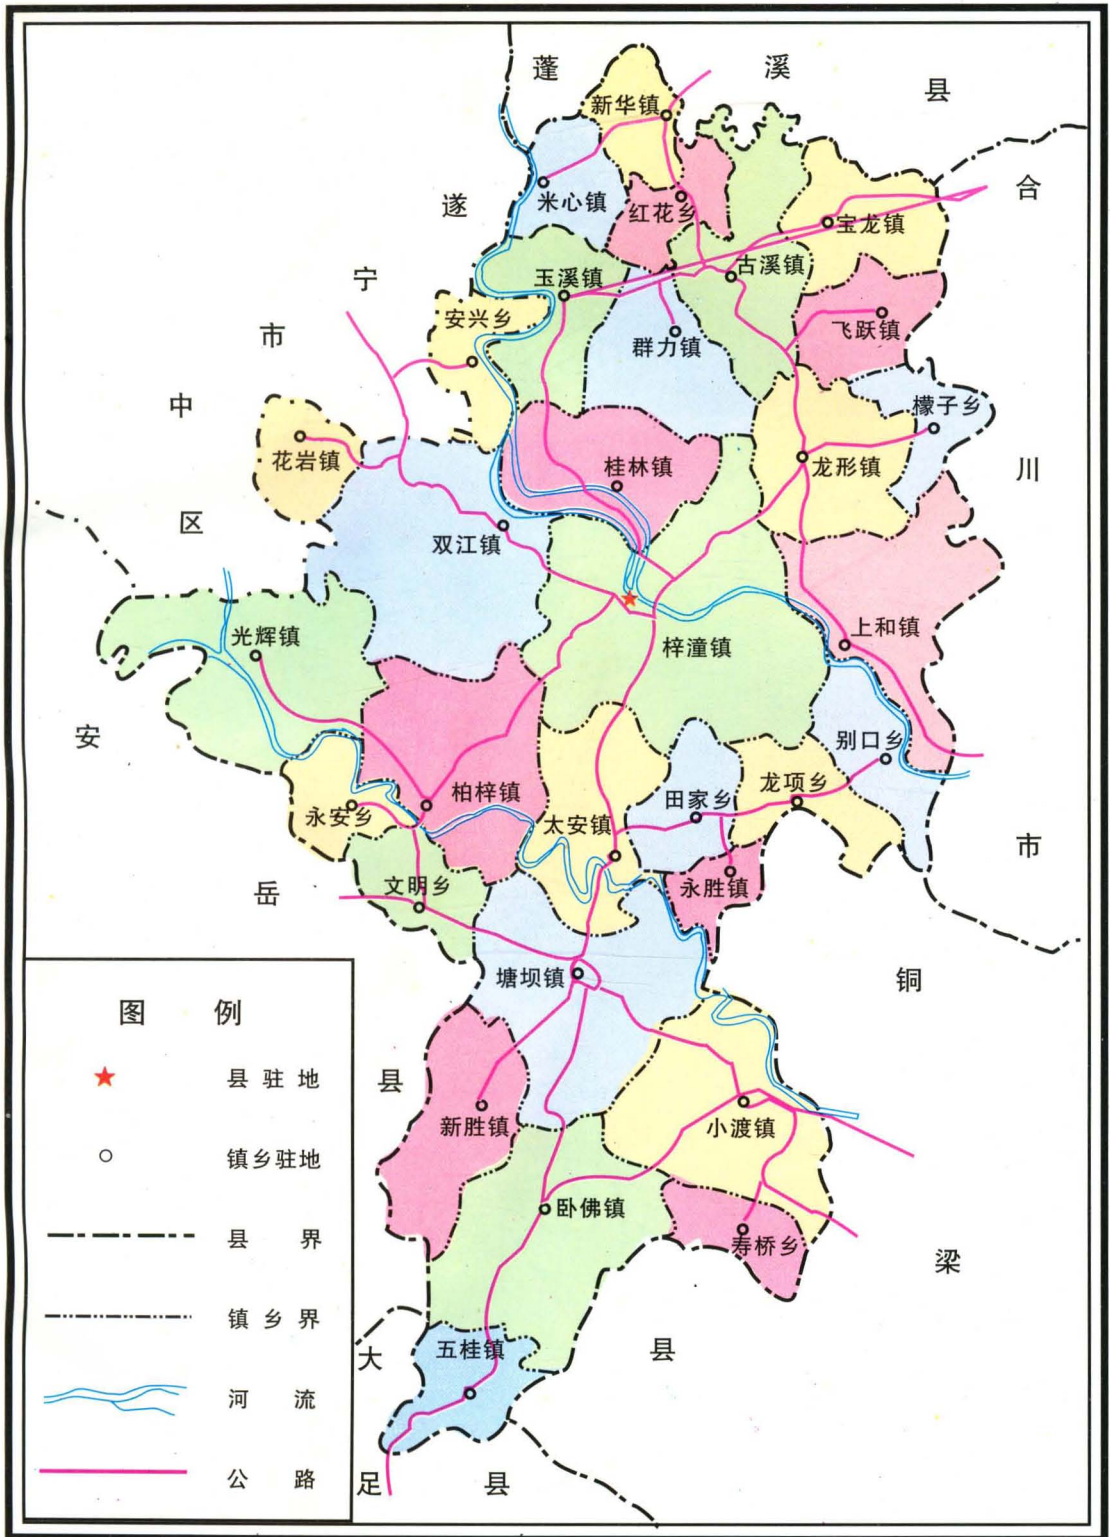 蓬溪县
遂宁市中区
合川市
安岳县
铜梁县
大足县
新华镇
米心镇
红花乡
宝龙镇
玉溪镇
古溪镇
安兴乡
群力镇
飞跃镇
檬子乡
花岩镇
桂林镇
龙形镇
双江镇
光辉镇
梓潼镇
上和镇
别口乡
柏梓镇
永安乡
太安镇
田家乡
龙项乡
文明乡
永胜镇
塘坝镇
新胜镇
小渡镇
卧佛镇
寿桥乡
五桂镇
图例
县驻地
镇乡驻地
县界
镇乡界
河流
公路